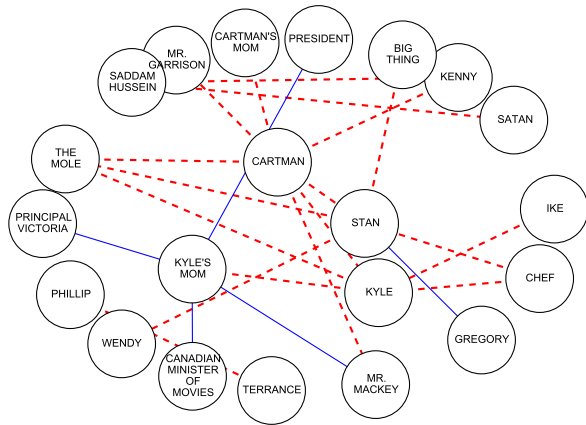 CARTMAN'S
MOM
PRESIDENT
MR.
GARRISON
BIG
THING
SADDAM
HUSSEIN
KENNY
SATAN
THE
MOLE
CARTMAN
PRINCIPAL
VICTORIA
STAN
IKE
KYLE'S
MOM
CHEF
PHILLIP
KYLE
WENDY
GREGORY
CANADIAN
MINISTER
OF
MOVIES
TERRANCE
MR.
MACKEY